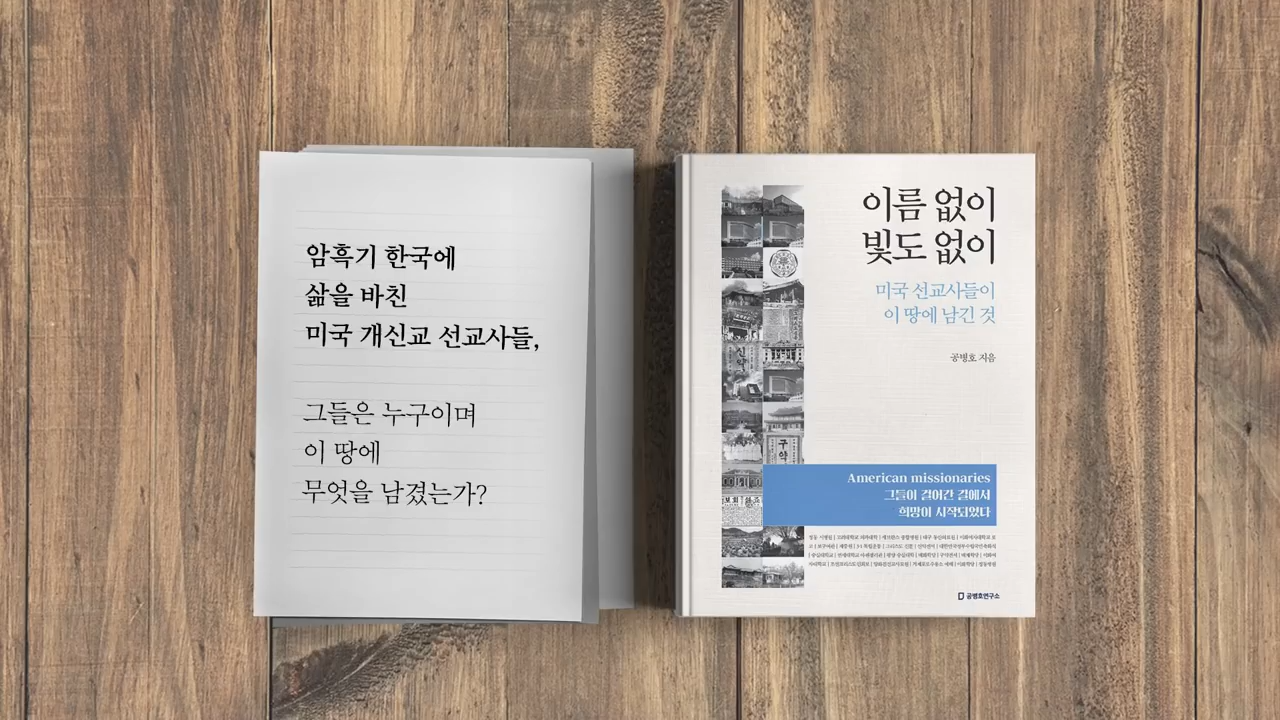 암흑기 한국에
삶을 바친
미국 개신교 선교사들,
그들은 누구이며
이 땅에
무엇을 남겼는가?
이름 없이
빛도 없이
미국 선교사들이
이 땅에 남긴 것
공병호 지음
구약
American missionaries
그들이 걸어간 길에서
희망이 시작되었다
공병호연구소